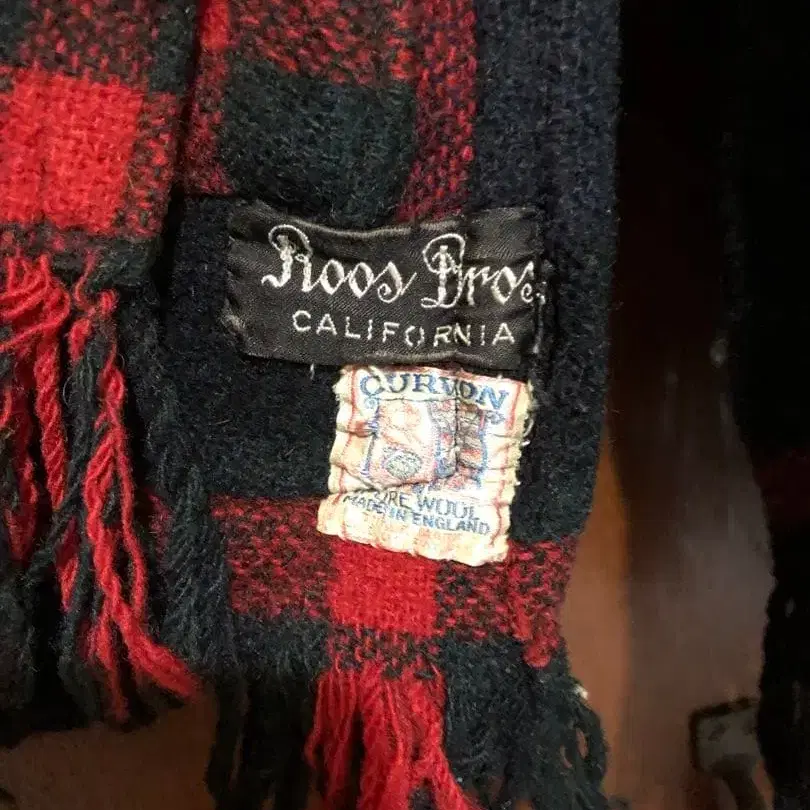 Roos Bros.
CALIFORNIA
CURVON
PURE WOOL
MADE IN ENGLAND